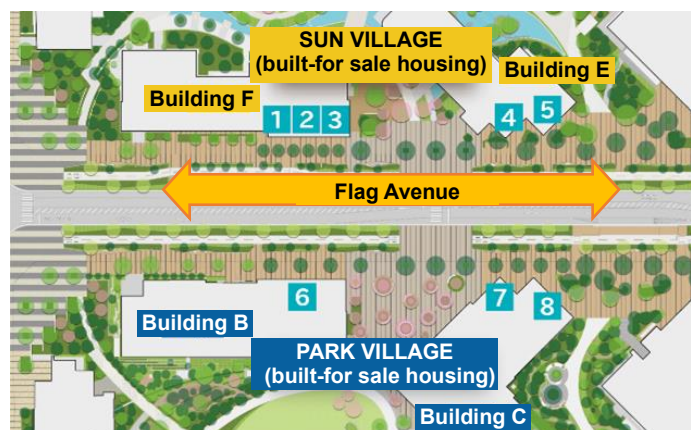 SUN VILLAGE
(built-for sale housing)
Building E
Building F
1 2 3
4
5
Flag Avenue
6
7
8
Building B
PARK VILLAGE
(built-for sale housing)
Building C